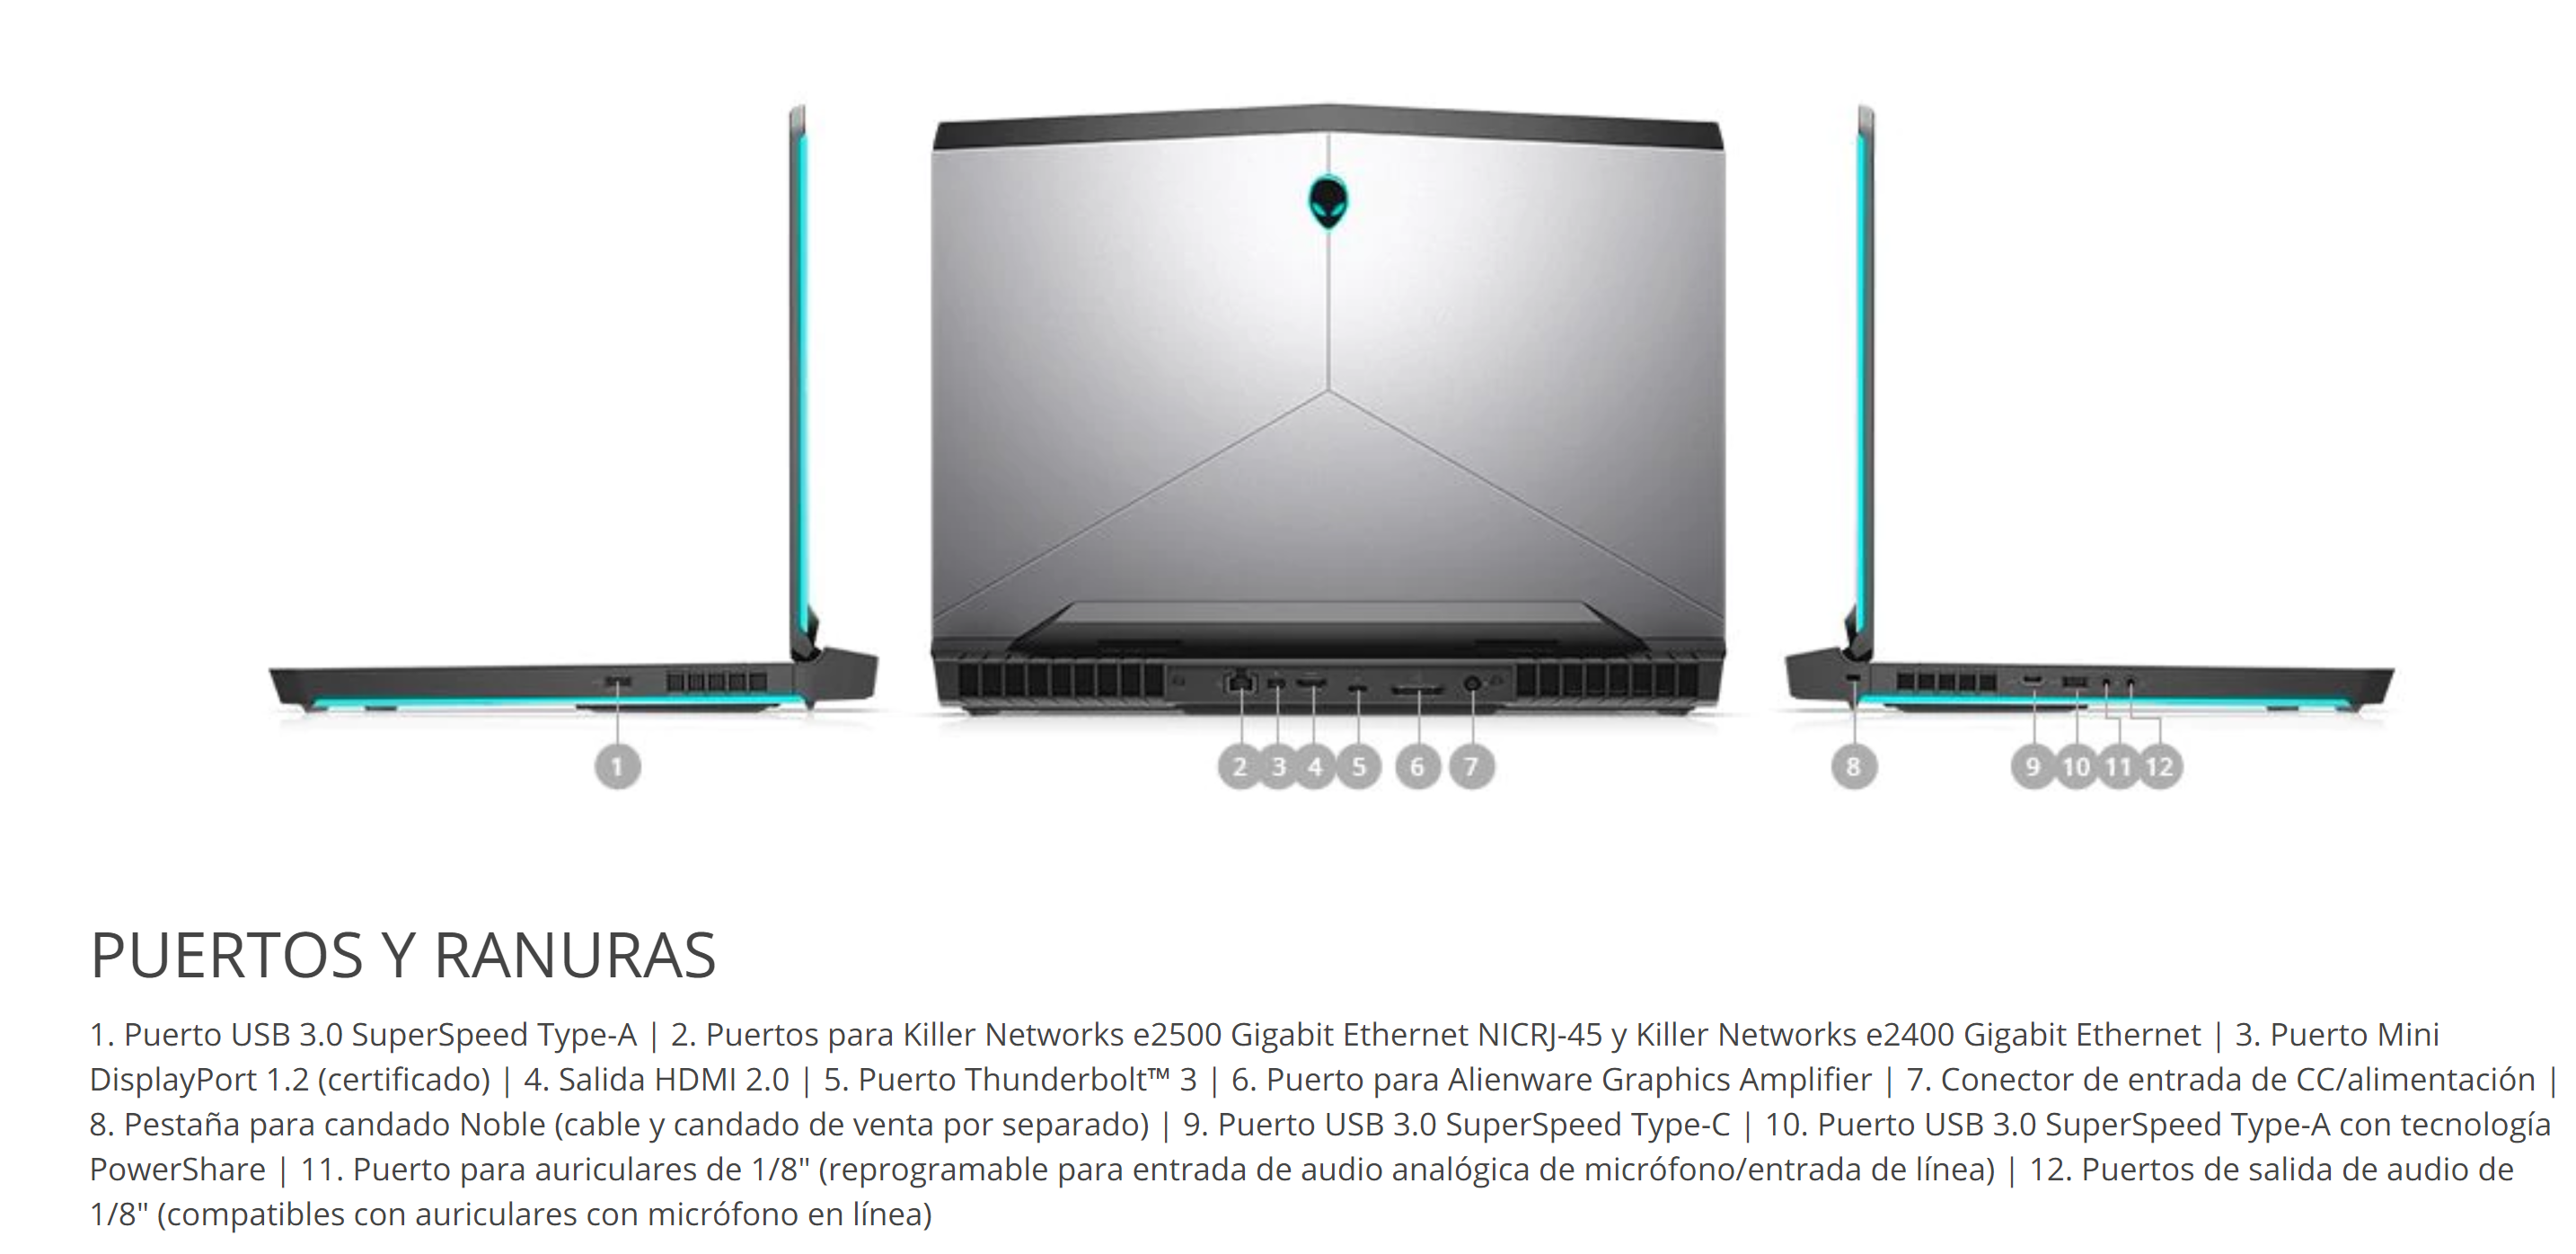 1
2
3
4
5
6
7
8
9
10
11
12
PUERTOS Y RANURAS
1. Puerto USB 3.0 SuperSpeed Type-A | 2. Puertos para Killer Networks e2500 Gigabit Ethernet NICRJ-45 y Killer Networks e2400 Gigabit Ethernet | 3. Puerto Mini
DisplayPort 1.2 (certificado) | 4. Salida HDMI 2.0 | 5. Puerto Thunderbolt™ 3 | 6. Puerto para Alienware Graphics Amplifier | 7. Conector de entrada de CC/alimentación |
8. Pestaña para candado Noble (cable y candado de venta por separado) | 9. Puerto USB 3.0 SuperSpeed Type-C | 10. Puerto USB 3.0 SuperSpeed Type-A con tecnología
PowerShare | 11. Puerto para auriculares de 1/8" (reprogramable para entrada de audio analógica de micrófono/entrada de línea) | 12. Puertos de salida de audio de
1/8" (compatibles con auriculares con micrófono en línea)